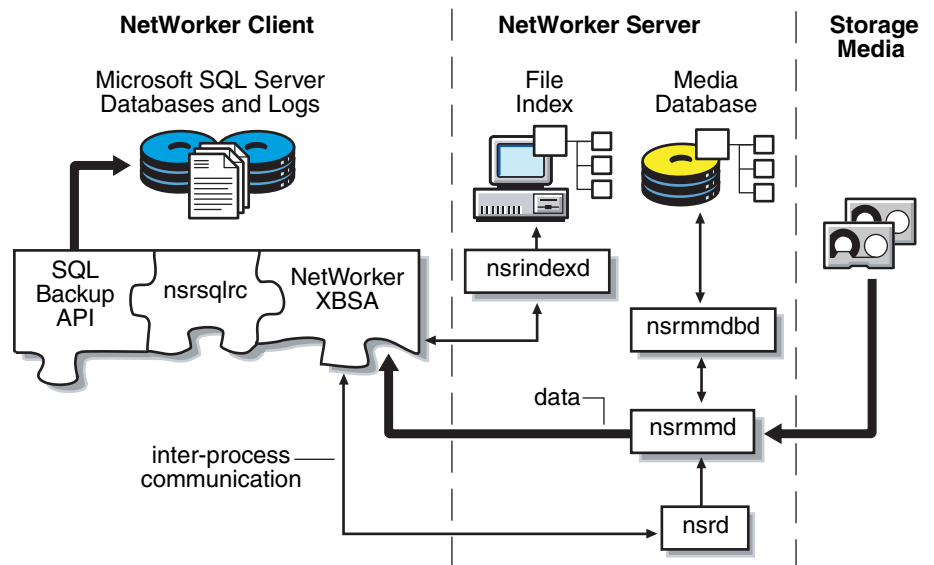 NetWorker Client
NetWorker Server
Storage
Media
Microsoft SQL Server
Databases and Logs
File
Index
Media
Database
SQL
Backup
API
nsrsqlrc
NetWorker
XBSA
nsrindexd
nsrmmdbd
data
nsrmmd
inter-process
communication
nsrd